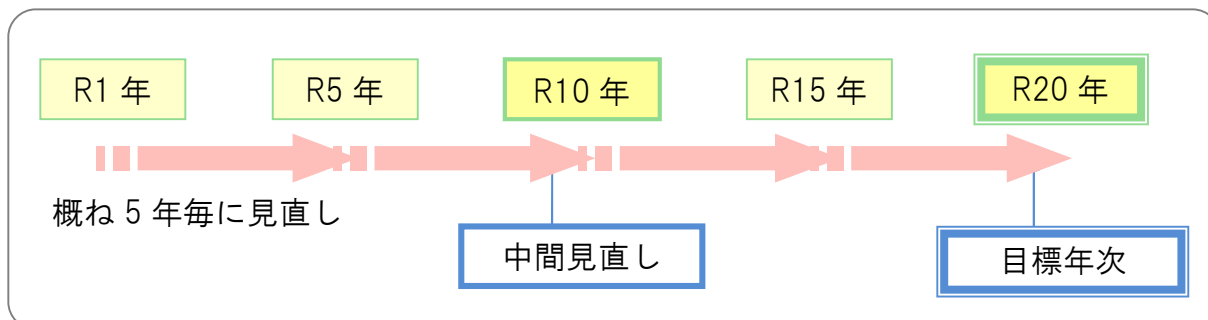 R1 年
R5 年
R10 年
R15 年
R20 年
概ね 5 年毎に見直し
中間見直し
目標年次